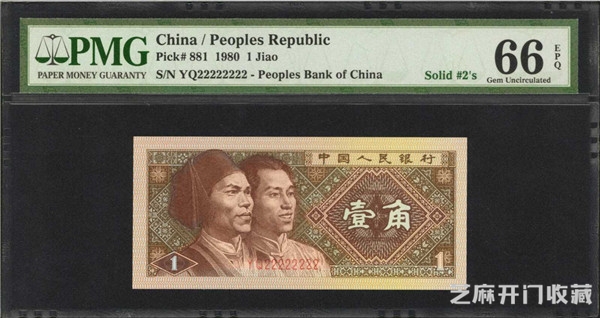 PMG
PAPER MONEY GUARANTY
China / Peoples Republic
Pick# 881 1980 1 Jiao
S/N YQ22222222 - Peoples Bank of China
Solid #2's
66 EPQ
Gem Uncirculated
中国人民银行
壹角
YQ22222222
1
1
芝麻开门收藏